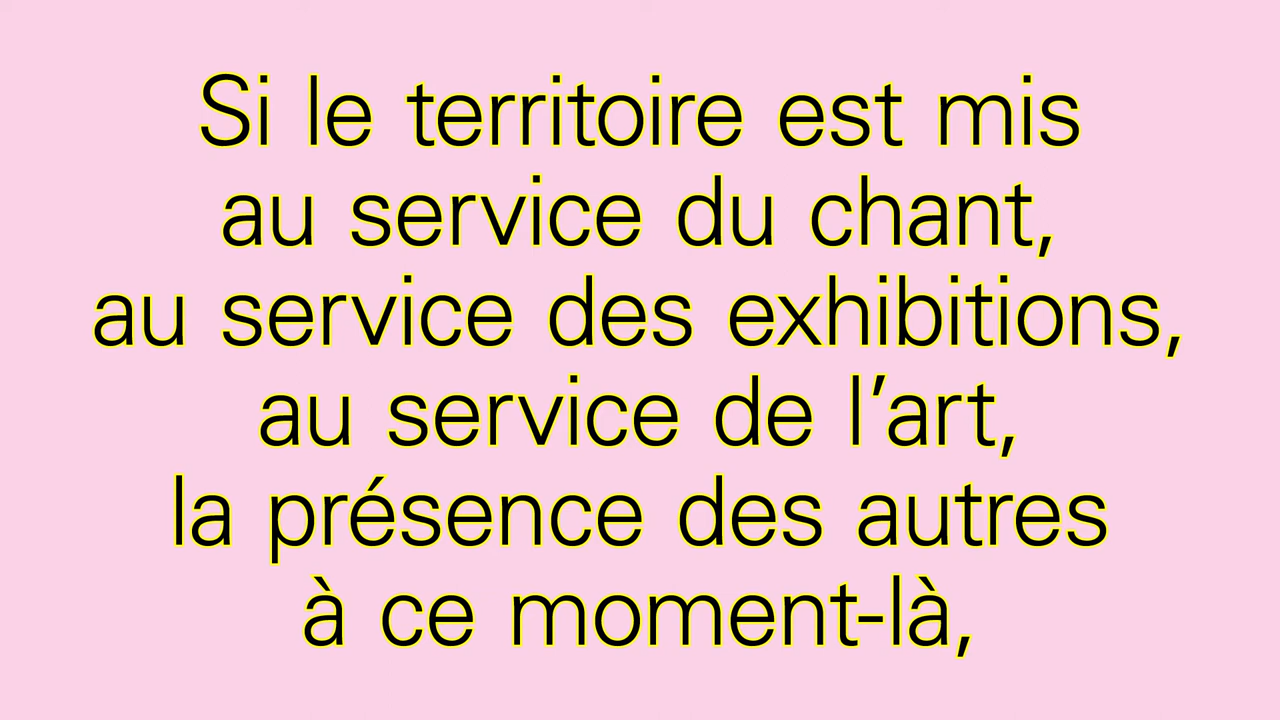 Si le territoire est mis
au service du chant,
au service des exhibitions,
au service de l’art,
la présence des autres
à ce moment-là,